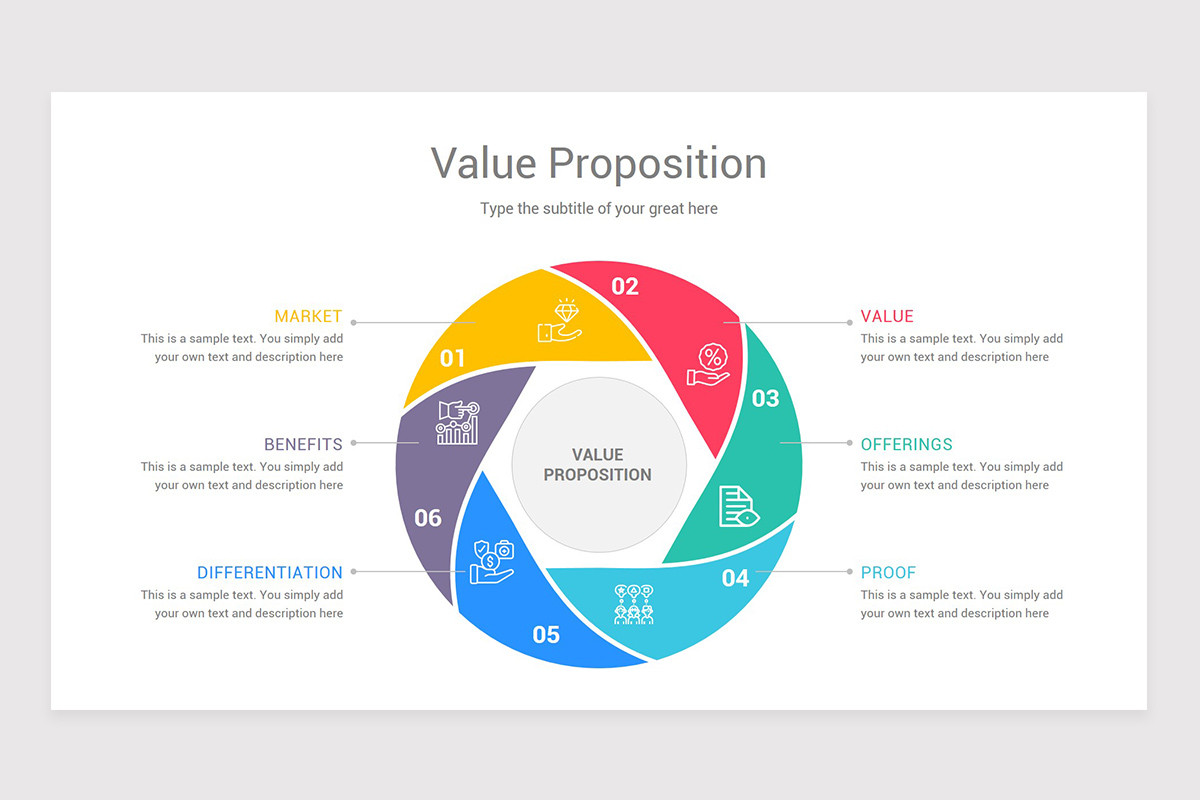 Value Proposition
Type the subtitle of your great here
MARKET
This is a sample text. You simply add
your own text and description here
BENEFITS
This is a sample text. You simply add
your own text and description here
DIFFERENTIATION
This is a sample text. You simply add
your own text and description here
01
02
03
04
05
06
VALUE
PROPOSITION
VALUE
This is a sample text. You simply add
your own text and description here
OFFERINGS
This is a sample text. You simply add
your own text and description here
PROOF
This is a sample text. You simply add
your own text and description here